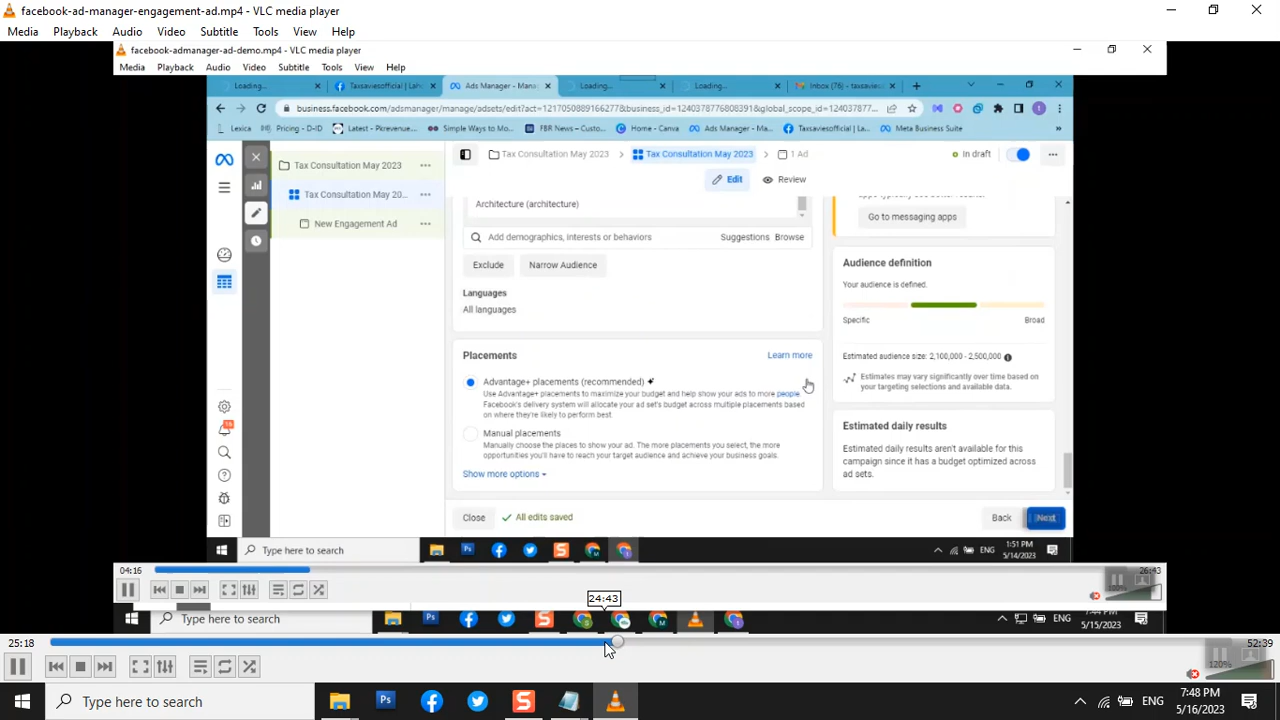 facebook-ad-manager-engagement-ad.mp4 - VLC media player
Media Playback Audio Video Subtitle Tools View Help
facebook-admanager-ad-demo.mp4 - VLC media player
Media Playback Audio Video Subtitle Tools View Help
Loading... Taxsaviesofficial | Lah Ads Manager - Mana Loading... Loading... Inbox (76) - taxsavies
business.facebook.com/adsmanager/manage/adsets/edit?act=1217050889166277&business_id=1240378776808391&global_scope_id=1240377...
Lexica Pricing - D-ID Latest - Pkrevenue... Simple Ways to Mo... FBR News – Custo... Home - Canva Ads Manager - Ma... Taxsaviesofficial | La... Meta Business Suite »
Tax Consultation May 2023
Tax Consultation May 20...
New Engagement Ad
Tax Consultation May 2023 > Tax Consultation May 2023 > 1 Ad In draft
Edit Review
Architecture (architecture)
Add demographics, interests or behaviors Suggestions Browse
Exclude Narrow Audience
Languages
All languages
Placements Learn more
Advantage+ placements (recommended)
Use Advantage+ placements to maximize your budget and help show your ads to more people.
Facebook's delivery system will allocate your ad set's budget across multiple placements based
on where they're likely to perform best
Manual placements
Manually choose the places to show your ad. The more placements you select, the more
opportunities you'll have to reach your target audience and achieve your business goals.
Show more options
Go to messaging apps
Audience definition
Your audience is defined.
Specific Broad
Estimated audience size: 2,100,000 - 2,500,000
Estimates may vary significantly over time based on
your targeting selections and available data.
Estimated daily results
Estimated daily results aren't available for this
campaign since it has a budget optimized across
ad sets.
Close All edits saved Back Next
Type here to search ENG 1:51 PM
5/14/2023
04:16 26:43
24:43
Type here to search ENG
5/15/2023
25:18 52:39
120%
Type here to search ENG 7:48 PM
5/16/2023